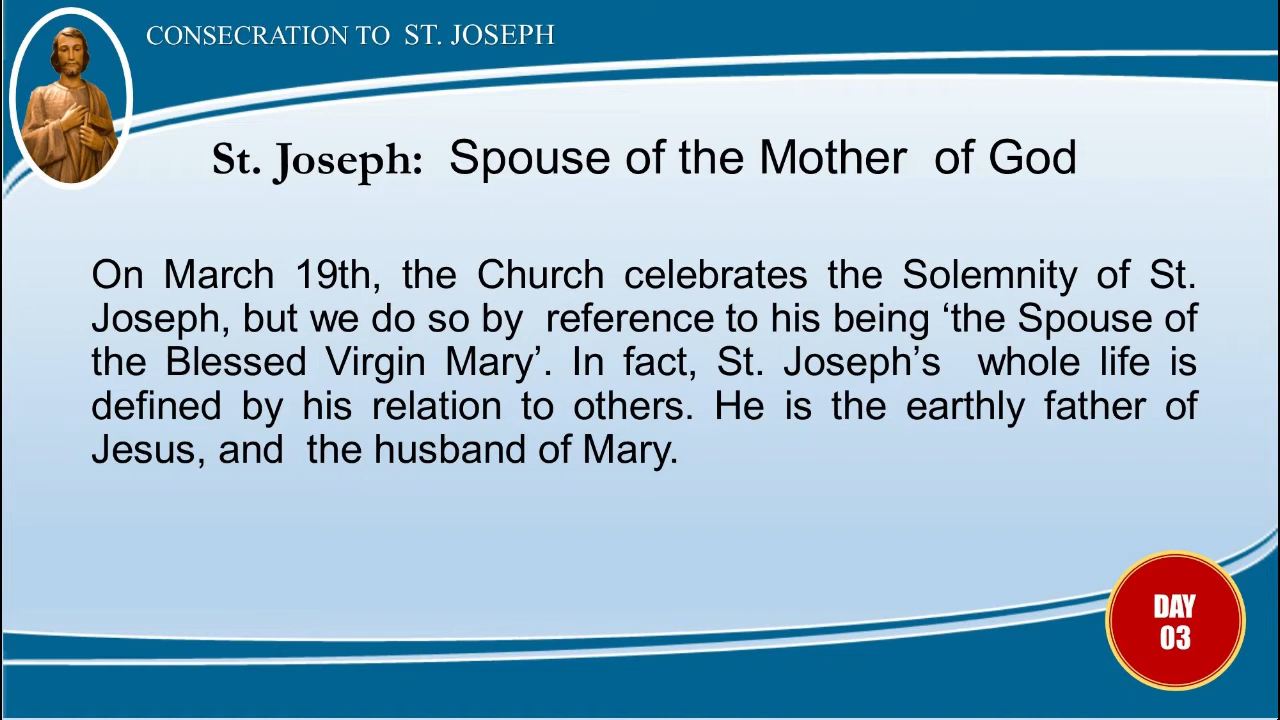 CONSECRATION TO ST. JOSEPH
St. Joseph: Spouse of the Mother of God
On March 19th, the Church celebrates the Solemnity of St.
Joseph, but we do so by reference to his being ‘the Spouse of
the Blessed Virgin Mary’. In fact, St. Joseph’s whole life is
defined by his relation to others. He is the earthly father of
Jesus, and the husband of Mary.
DAY
03